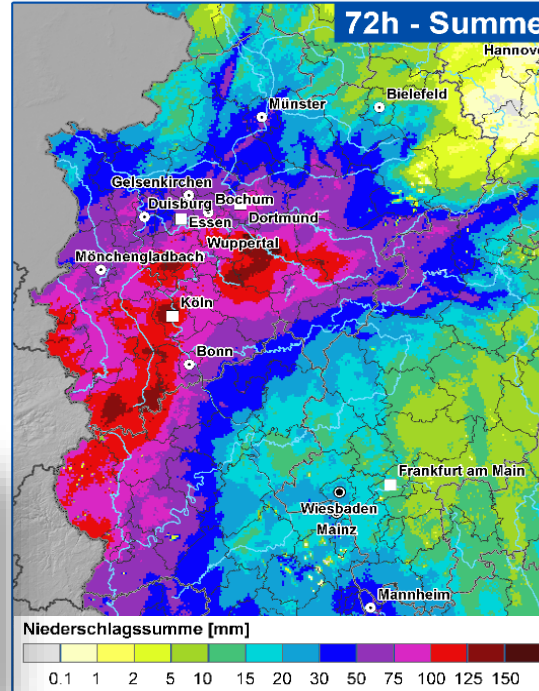 72h - Summe
Hannove
Bielefeld
Münster
Gelsenkirchen
Duisburg
Bochum
Essen
Dortmund
Wuppertal
Mönchengladbach
Köln
Bonn
Frankfurt am Main
Wiesbaden
Mainz
Mannheim
Niederschlagssumme [mm]
0.1 1 2 5 10 15 20 30 50 75 100 125 150